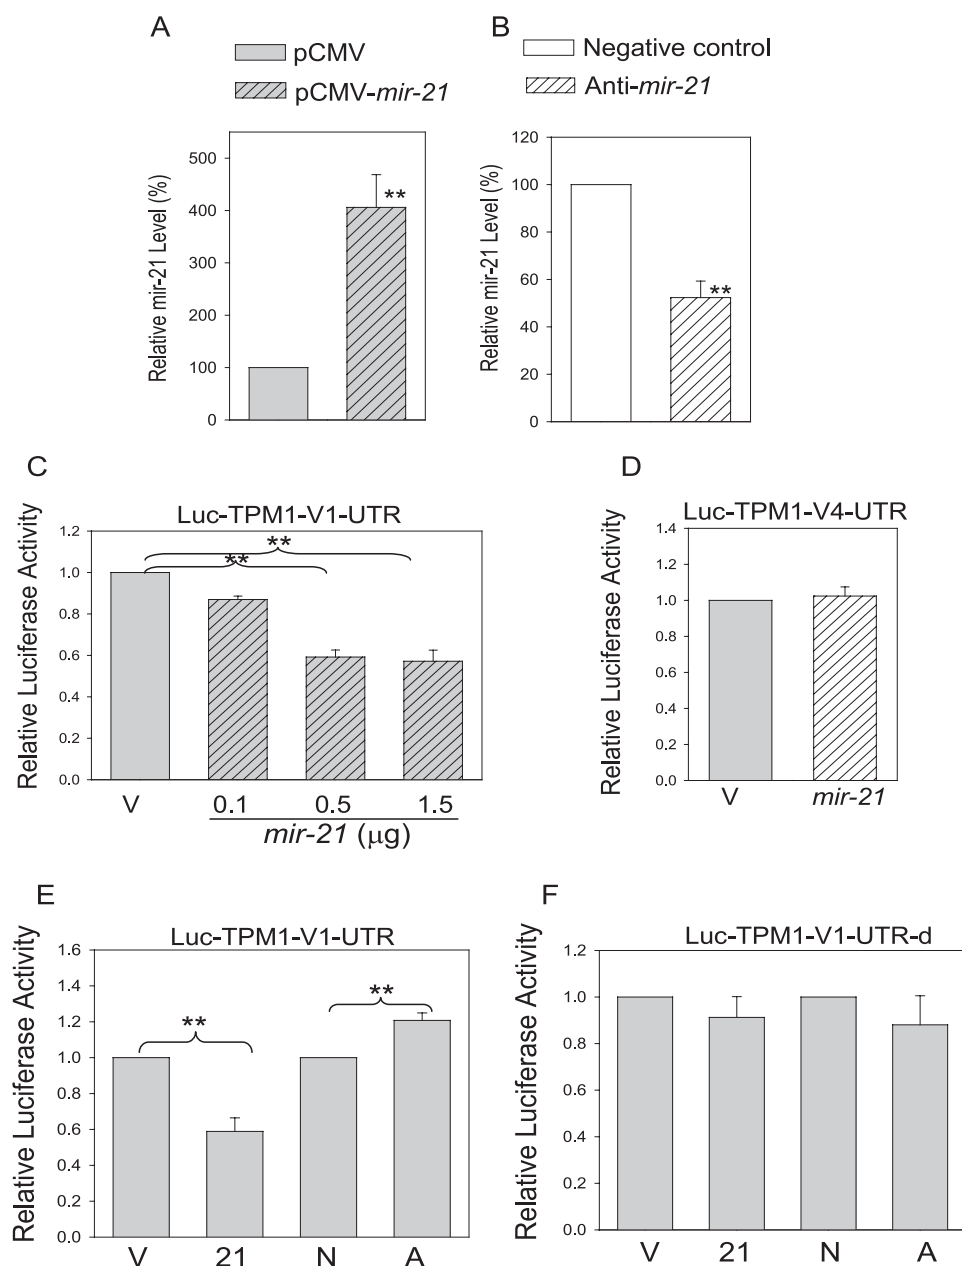 A
pCMV
pCMV-mir-21
Relative mir-21 Level (%)
500
400
300
200
100
0
**
B
Negative control
Anti-mir-21
Relative mir-21 Level (%)
120
100
80
60
40
20
0
**
C
Luc-TPM1-V1-UTR
Relative Luciferase Activity
1.2
1.0
0.8
0.6
0.4
0.2
0.0
**
**
V 0.1 0.5 1.5
mir-21 (μg)
D
Luc-TPM1-V4-UTR
Relative Luciferase Activity
1.4
1.2
1.0
0.8
0.6
0.4
0.2
0.0
V mir-21
E
Luc-TPM1-V1-UTR
Relative Luciferase Activity
1.6
1.4
1.2
1.0
0.8
0.6
0.4
0.2
0.0
**
**
V 21 N A
F
Luc-TPM1-V1-UTR-d
Relative Luciferase Activity
1.2
1.0
0.8
0.6
0.4
0.2
0.0
V 21 N A